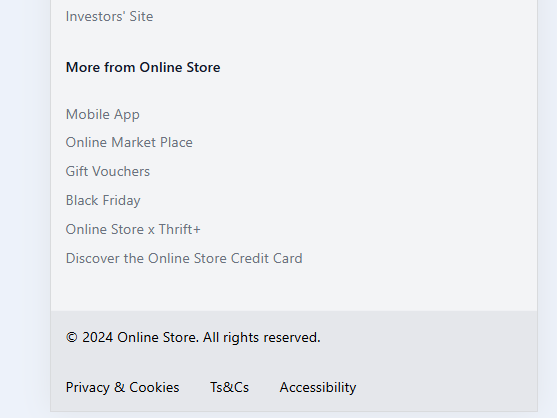 Investors' Site
More from Online Store
Mobile App
Online Market Place
Gift Vouchers
Black Friday
Online Store x Thrift+
Discover the Online Store Credit Card
© 2024 Online Store. All rights reserved.
Privacy & Cookies Ts&Cs Accessibility